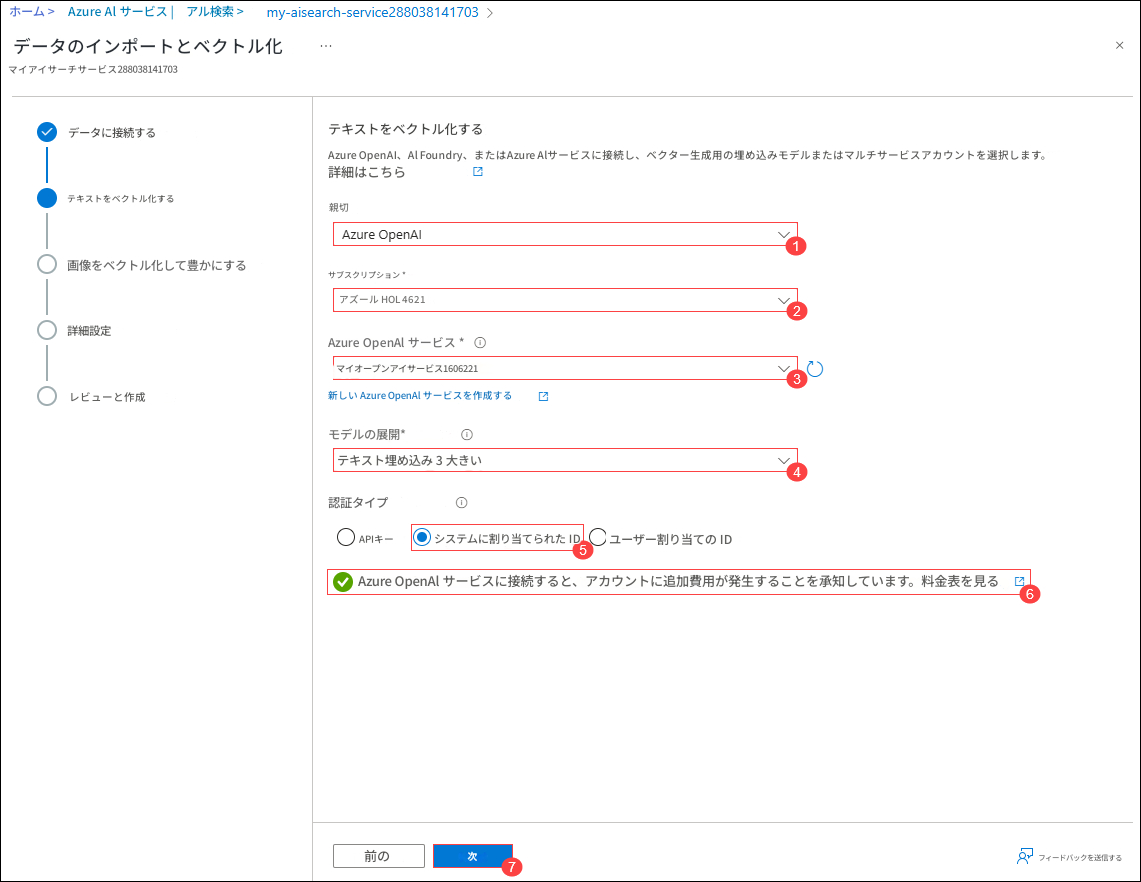 ホーム > Azure Al サービス | アル検索 > my-aisearch-service288038141703 >
データのインポートとベクトル化 ...
マイアイサーチサービス288038141703
データに接続する
テキストをベクトル化する
画像をベクトル化して豊かにする
詳細設定
レビューと作成
テキストをベクトル化する
Azure OpenAI、Al Foundry、またはAzure Alサービスに接続し、ベクター生成用の埋め込みモデルまたはマルチサービスアカウントを選択します。
詳細はこちら
親切
Azure OpenAI
1
サブスクリプション *
アズール HOL 4621
2
Azure OpenAl サービス *
マイオープンアイサービス1606221
3
新しい Azure OpenAl サービスを作成する
モデルの展開*
テキスト埋め込み 3 大きい
4
認証タイプ
APIキー システムに割り当てられた ID ユーザー割り当ての ID
5
Azure OpenAl サービスに接続すると、アカウントに追加費用が発生することを承知しています。料金表を見る
6
前の 次
7
フィードバックを送信する